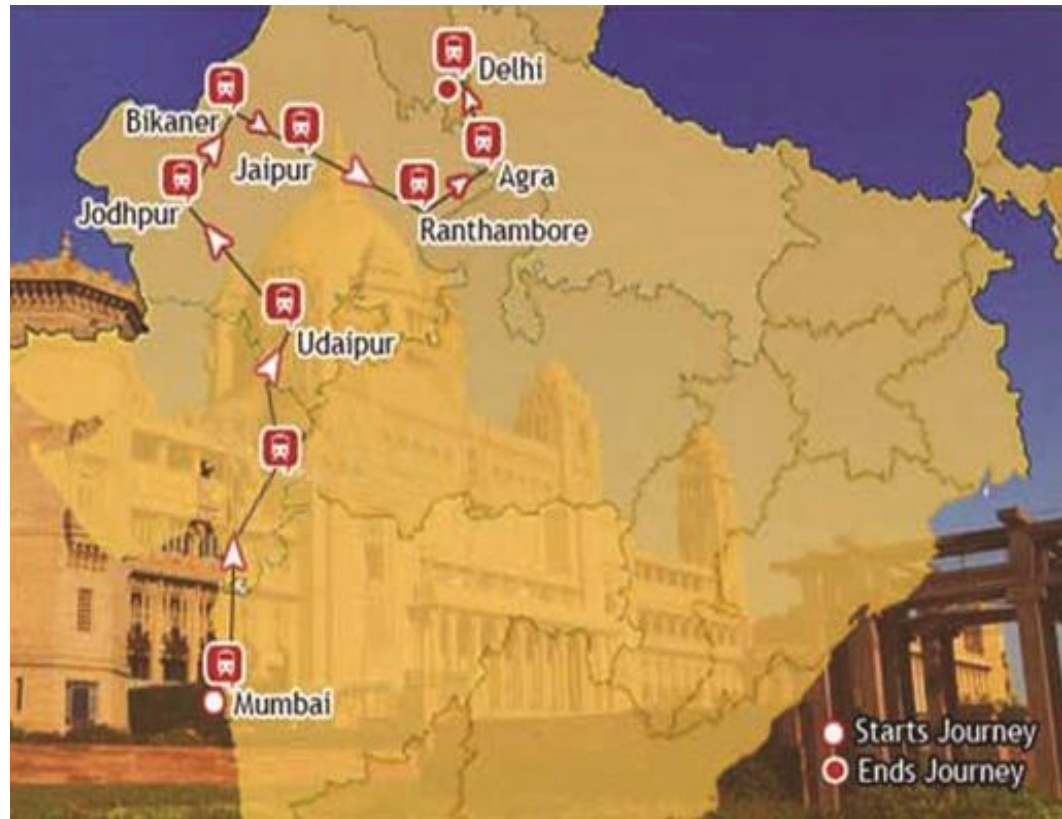 Delhi
Bikaner
Jaipur
Agra
Jodhpur
Ranthambore
Udaipur
Mumbai
Starts Journey
Ends Journey